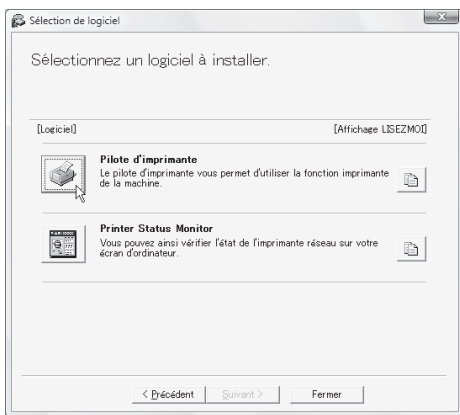 Sélection de logiciel
Sélectionnez un logiciel à installer.
[Logiciel] [Affichage LISEZMOI]
Pilote d'imprimante
Le pilote d'imprimante vous permet d'utiliser la fonction imprimante
de la machine.
Printer Status Monitor
Vous pouvez ainsi vérifier l'état de l'imprimante réseau sur votre
écran d'ordinateur.
< Précédent Suivant > Fermer